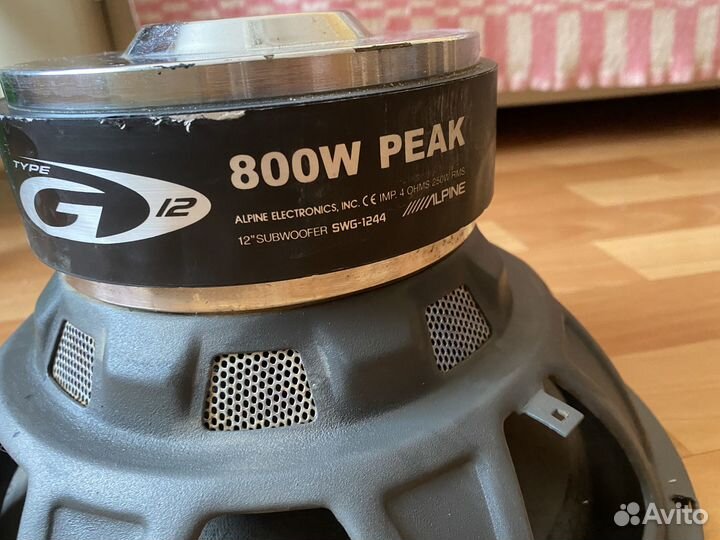 TYPE
G 12
800W PEAK
ALPINE ELECTRONICS, INC. CE IMP. 4 OHMS 250W RMS
12" SUBWOOFER SWG-1244 ALPINE
Avito